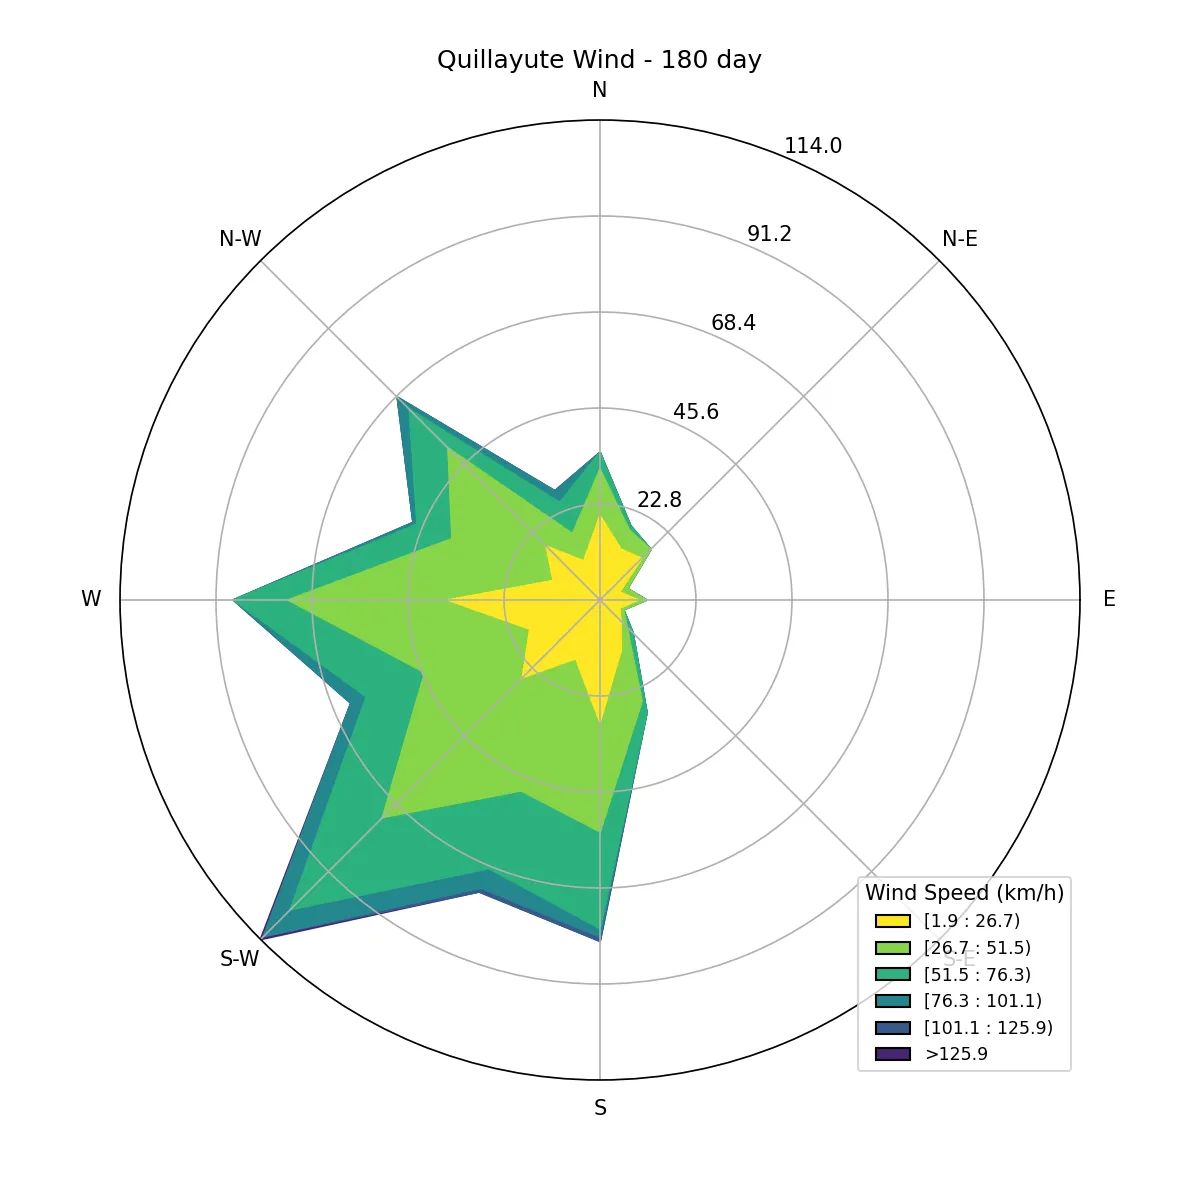 Quillayute Wind - 180 day
N
114.0
N-W
91.2
N-E
68.4
45.6
22.8
W
E
Wind Speed (km/h)
[1.9 : 26.7)
[26.7 : 51.5)
S-W
S-E
[51.5 : 76.3)
[76.3 : 101.1)
[101.1 : 125.9)
>125.9
S